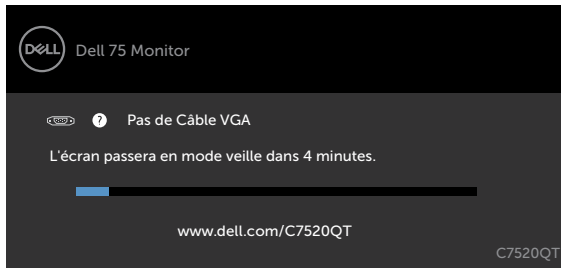 DELL
Dell 75 Monitor
? Pas de Câble VGA
L'écran passera en mode veille dans 4 minutes.
www.dell.com/C7520QT
C7520QT